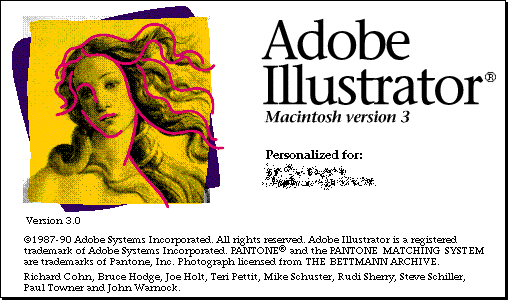 Adobe
Illustrator®
Macintosh version 3
Personalized for:
Version 3.0
©1987-90 Adobe Systems Incorporated. All rights reserved. Adobe Illustrator is a registered
trademark of Adobe Systems Incorporated. PANTONE® and the PANTONE MATCHING SYSTEM
are trademarks of Pantone, Inc. Photograph licensed from THE BETTMANN ARCHIVE.
Richard Cohn, Bruce Hodge, Joe Holt, Teri Pettit, Mike Schuster, Rudi Sherry, Steve Schiller,
Paul Towner and John Warnock.